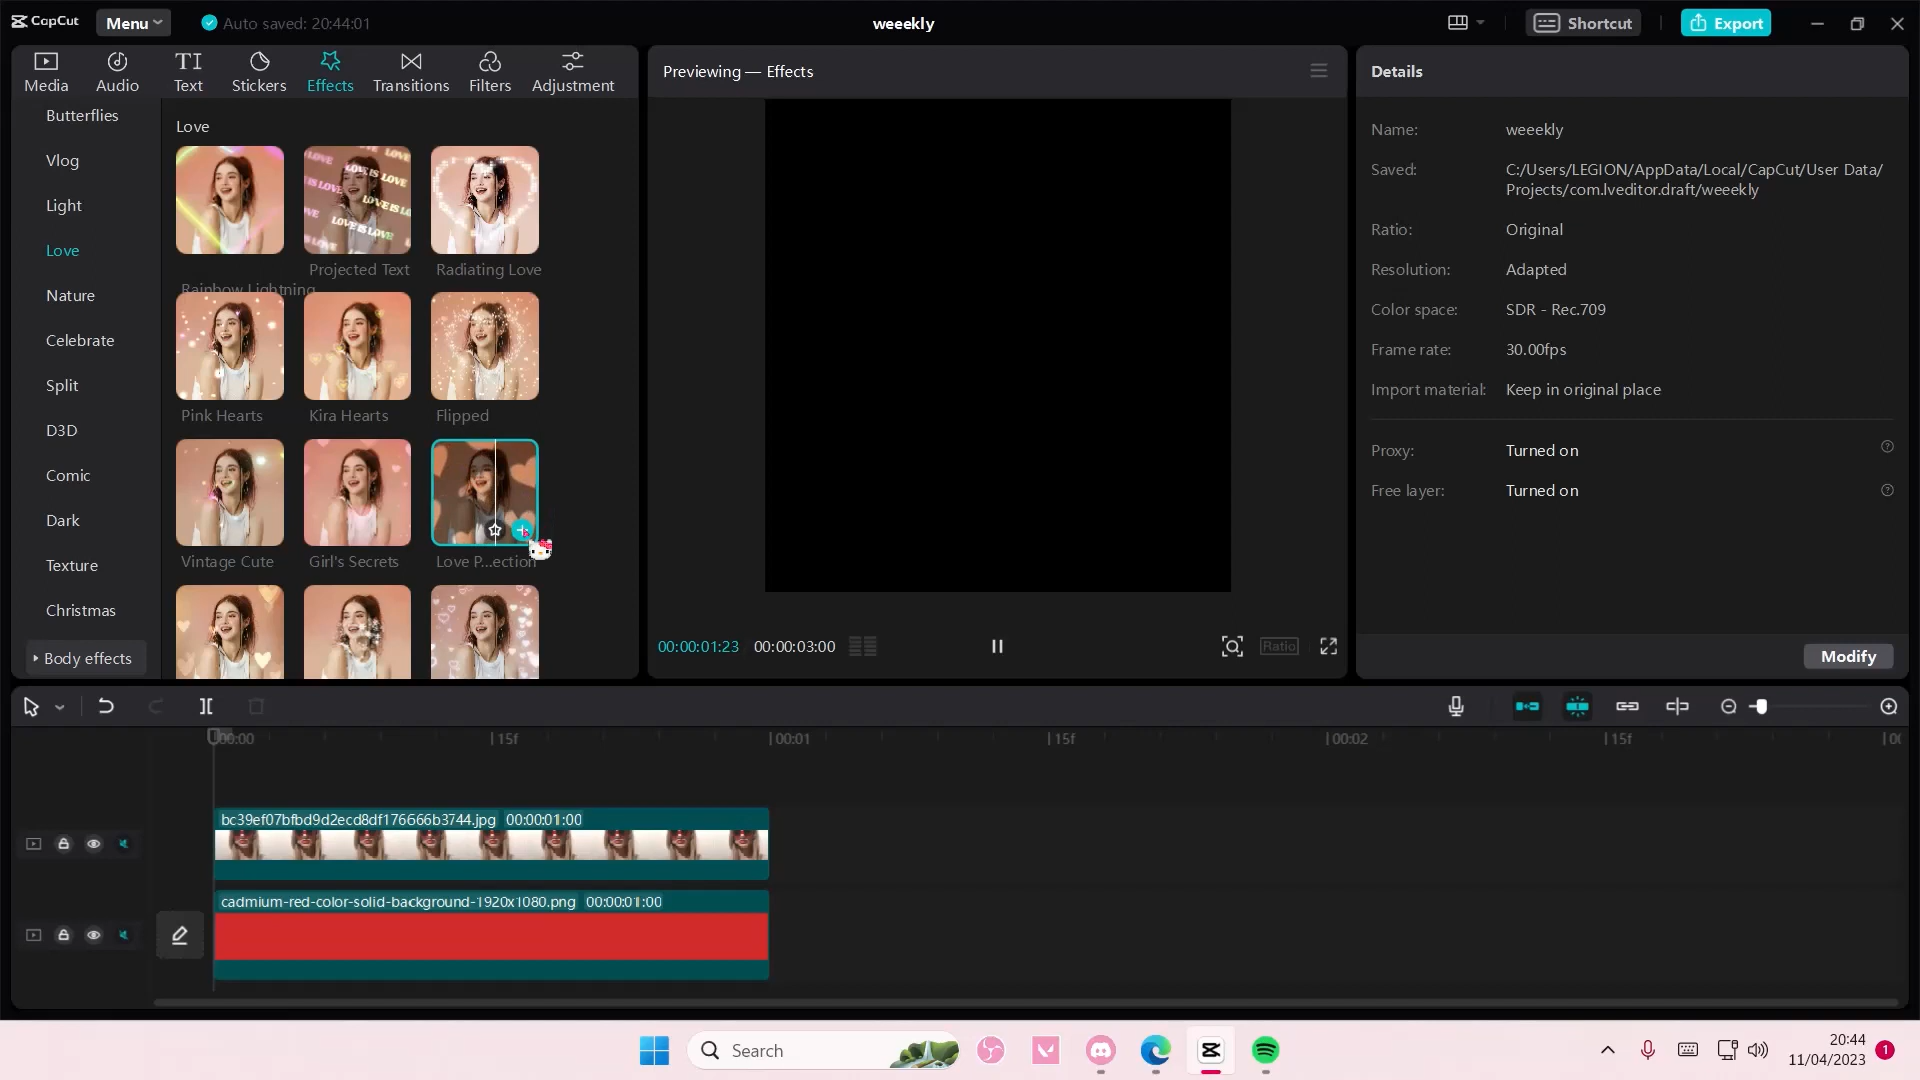 CapCut
Menu
Auto saved: 20:44:01
weeekly
Shortcut
Export
Media
Audio
Text
Stickers
Effects
Transitions
Filters
Adjustment
Previewing — Effects
Details
Butterflies
Vlog
Light
Love
Nature
Celebrate
Split
D3D
Comic
Dark
Texture
Christmas
Body effects
Love
LOVE IS LOVE
LOVE IS LOVE
Rainbow Lightning
Projected Text
Radiating Love
Pink Hearts
Kira Hearts
Flipped
Vintage Cute
Girl's Secrets
Love P...ection
00:00:01:23
00:00:03:00
Ratio
Name:
weeekly
Saved:
C:/Users/LEGION/AppData/Local/CapCut/User Data/
Projects/com.lveditor.draft/weeekly
Ratio:
Original
Resolution:
Adapted
Color space:
SDR - Rec.709
Frame rate:
30.00fps
Import material:
Keep in original place
Proxy:
Turned on
Free layer:
Turned on
Modify
00:00
15f
00:01
15f
00:02
15f
bc39ef07bfbd9d2ecd8df176666b3744.jpg 00:00:01:00
cadmium-red-color-solid-background-1920x1080.png 00:00:01:00
Search
20:44
11/04/2023
1